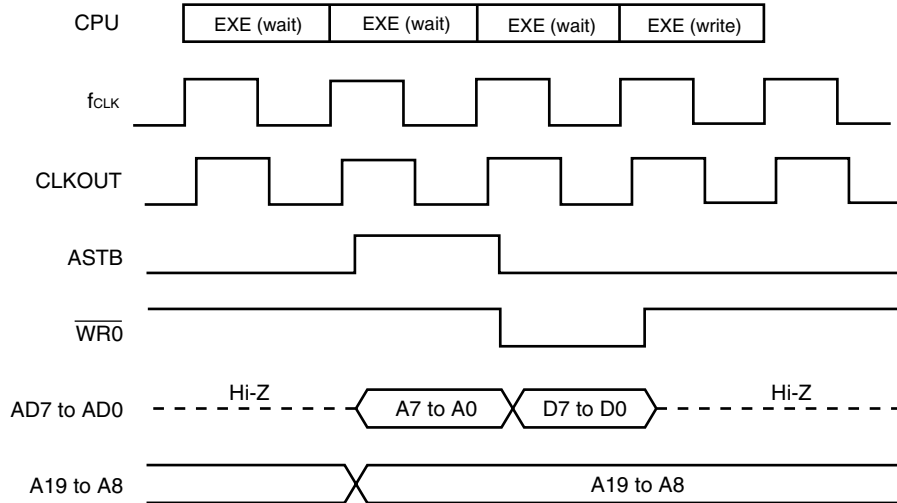 CPU EXE (wait) EXE (wait) EXE (wait) EXE (write)
fCLK
CLKOUT
ASTB
WR0
AD7 to AD0 Hi-Z A7 to A0 D7 to D0 Hi-Z
A19 to A8 A19 to A8